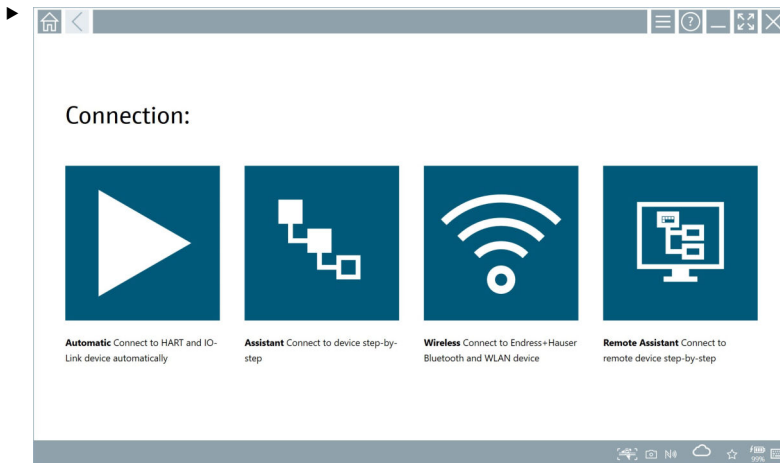 Connection:
Automatic Connect to HART and IO-
Link device automatically
Assistant Connect to device step-by-
step
Wireless Connect to Endress+Hauser
Bluetooth and WLAN device
Remote Assistant Connect to
remote device step-by-step
99%